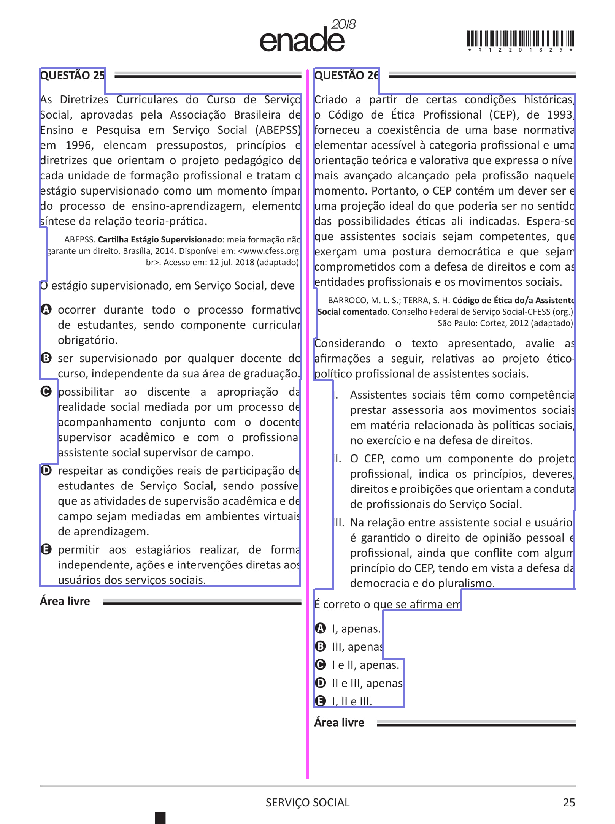 enade 2018
*R1220182 5*
QUESTÃO 25
As Diretrizes Curriculares do Curso de Serviço
Social, aprovadas pela Associação Brasileira de
Ensino e Pesquisa em Serviço Social (ABEPSS)
em 1996, elencam pressupostos, princípios e
diretrizes que orientam o projeto pedagógico de
cada unidade de formação profissional e tratam o
estágio supervisionado como um momento ímpar
do processo de ensino-aprendizagem, elemento
síntese da relação teoria-prática.
ABEPSS. Cartilha Estágio Supervisionado: meia formação não
garante um direito. Brasília, 2014. Disponível em: <www.cfess.org.
br>. Acesso em: 12 jul. 2018 (adaptado)
O estágio supervisionado, em Serviço Social, deve
A ocorrer durante todo o processo formativo
de estudantes, sendo componente curricular
obrigatório.
B ser supervisionado por qualquer docente do
curso, independente da sua área de graduação.
C possibilitar ao discente a apropriação da
realidade social mediada por um processo de
acompanhamento conjunto com o docente
supervisor acadêmico e com o profissional
assistente social supervisor de campo.
D respeitar as condições reais de participação de
estudantes de Serviço Social, sendo possível
que as atividades de supervisão acadêmica e de
campo sejam mediadas em ambientes virtuais
de aprendizagem.
E permitir aos estagiários realizar, de forma
independente, ações e intervenções diretas aos
usuários dos serviços sociais.
Área livre
QUESTÃO 26
Criado a partir de certas condições históricas,
o Código de Ética Profissional (CEP), de 1993,
forneceu a coexistência de uma base normativa
elementar acessível à categoria profissional e uma
orientação teórica e valorativa que expressa o nível
mais avançado alcançado pela profissão naquele
momento. Portanto, o CEP contém um dever ser e
uma projeção ideal do que poderia ser no sentido
das possibilidades éticas ali indicadas. Espera-se
que assistentes sociais sejam competentes, que
exerçam uma postura democrática e que sejam
comprometidos com a defesa de direitos e com as
entidades profissionais e os movimentos sociais.
BARROCO, M. L. S.; TERRA, S. H. Código de Ética do/a Assistente
Social comentado. Conselho Federal de Serviço Social-CFESS (org.)
São Paulo: Cortez, 2012 (adaptado)
Considerando o texto apresentado, avalie as
afirmações a seguir, relativas ao projeto ético-
político profissional de assistentes sociais.
I. Assistentes sociais têm como competência
prestar assessoria aos movimentos sociais
em matéria relacionada às políticas sociais,
no exercício e na defesa de direitos.
I. O CEP, como um componente do projeto
profissional, indica os princípios, deveres,
direitos e proibições que orientam a conduta
de profissionais do Serviço Social.
II. Na relação entre assistente social e usuário
é garantido o direito de opinião pessoal e
profissional, ainda que conflite com algum
princípio do CEP, tendo em vista a defesa da
democracia e do pluralismo.
É correto o que se afirma em
A I, apenas.
B III, apenas
C I e II, apenas.
D II e III, apenas
E I, II e III.
Área livre
SERVIÇO SOCIAL
25